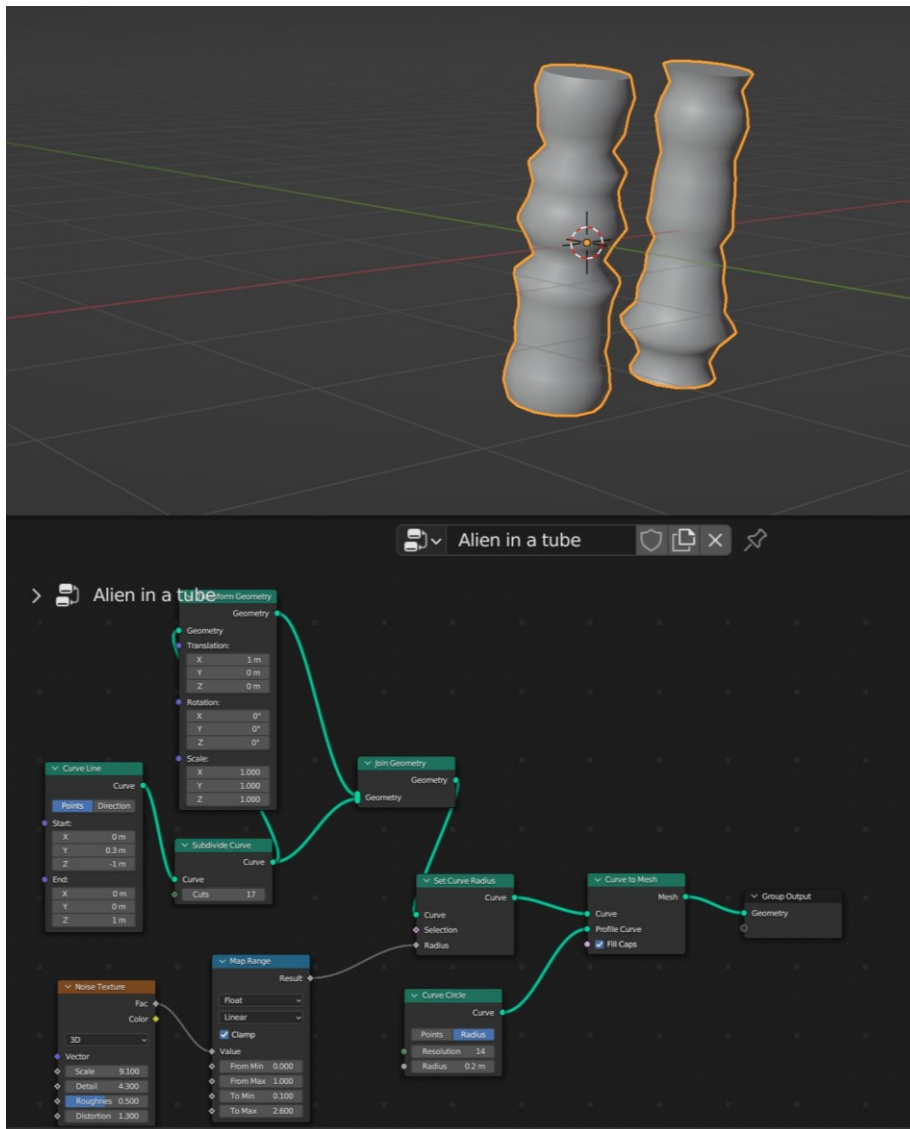 Alien in a tube
Alien in a tube
Transform Geometry
Geometry
Geometry
Translation:
X 1 m
Y 0 m
Z 0 m
Rotation:
X 0°
Y 0°
Z 0°
Scale:
X 1.000
Y 1.000
Z 1.000
Curve Line
Curve
Points Direction
Start:
X 0 m
Y 0.3 m
Z -1 m
End:
X 0 m
Y 0 m
Z 1 m
Subdivide Curve
Curve
Curve
Cuts 17
Join Geometry
Geometry
Geometry
Set Curve Radius
Curve
Curve
Selection
Radius
Curve to Mesh
Mesh
Curve
Profile Curve
Fill Caps
Group Output
Geometry
Noise Texture
Fac
Color
3D
Vector
Scale 9.100
Detail 4.300
Roughness 0.500
Distortion 1.300
Map Range
Result
Float
Linear
Clamp
Value
From Min 0.000
From Max 1.000
To Min 0.100
To Max 2.600
Curve Circle
Curve
Points Radius
Resolution 14
Radius 0.2 m